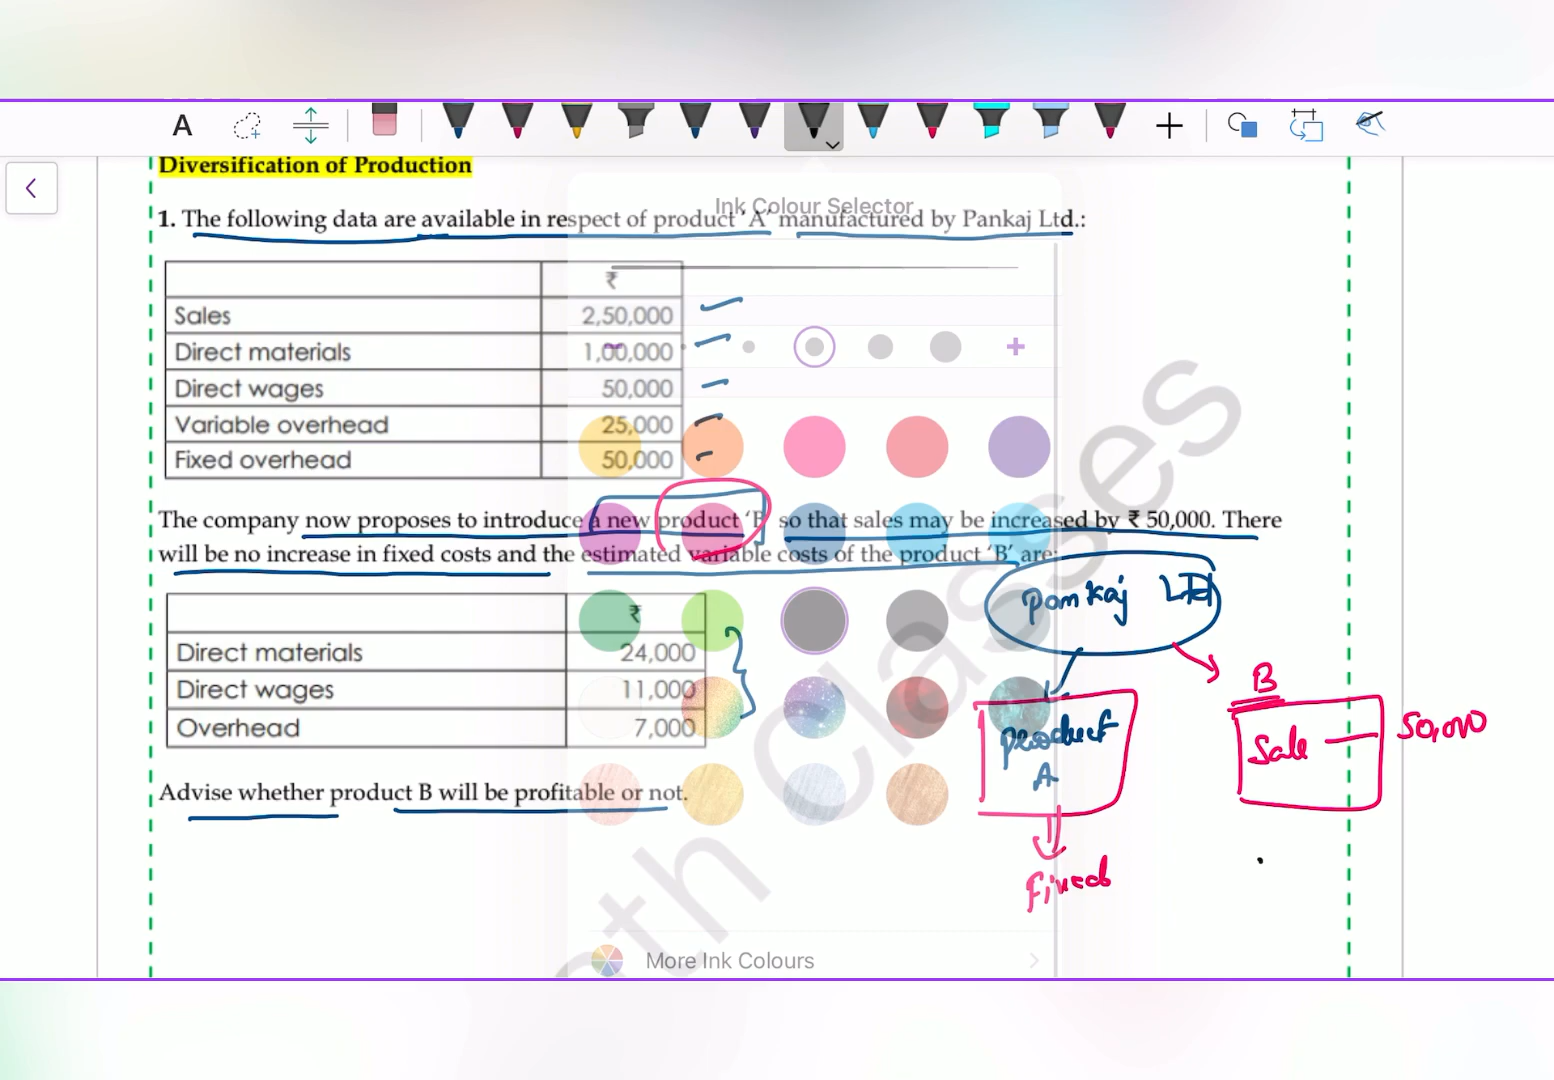 A
Diversification of Production
Ink Colour Selector
1. The following data are available in respect of product 'A' manufactured by Pankaj Ltd.:
₹
Sales 2,50,000
Direct materials 1,00,000
Direct wages 50,000
Variable overhead 25,000
Fixed overhead 50,000
The company now proposes to introduce a new product 'B' so that sales may be increased by ₹ 50,000. There
will be no increase in fixed costs and the estimated variable costs of the product 'B' are:
₹
Direct materials 24,000
Direct wages 11,000
Overhead 7,000
Advise whether product B will be profitable or not.
Pankaj Ltd
Product
A
Fixed
B
Sale — 50,000
More Ink Colours
th Classes